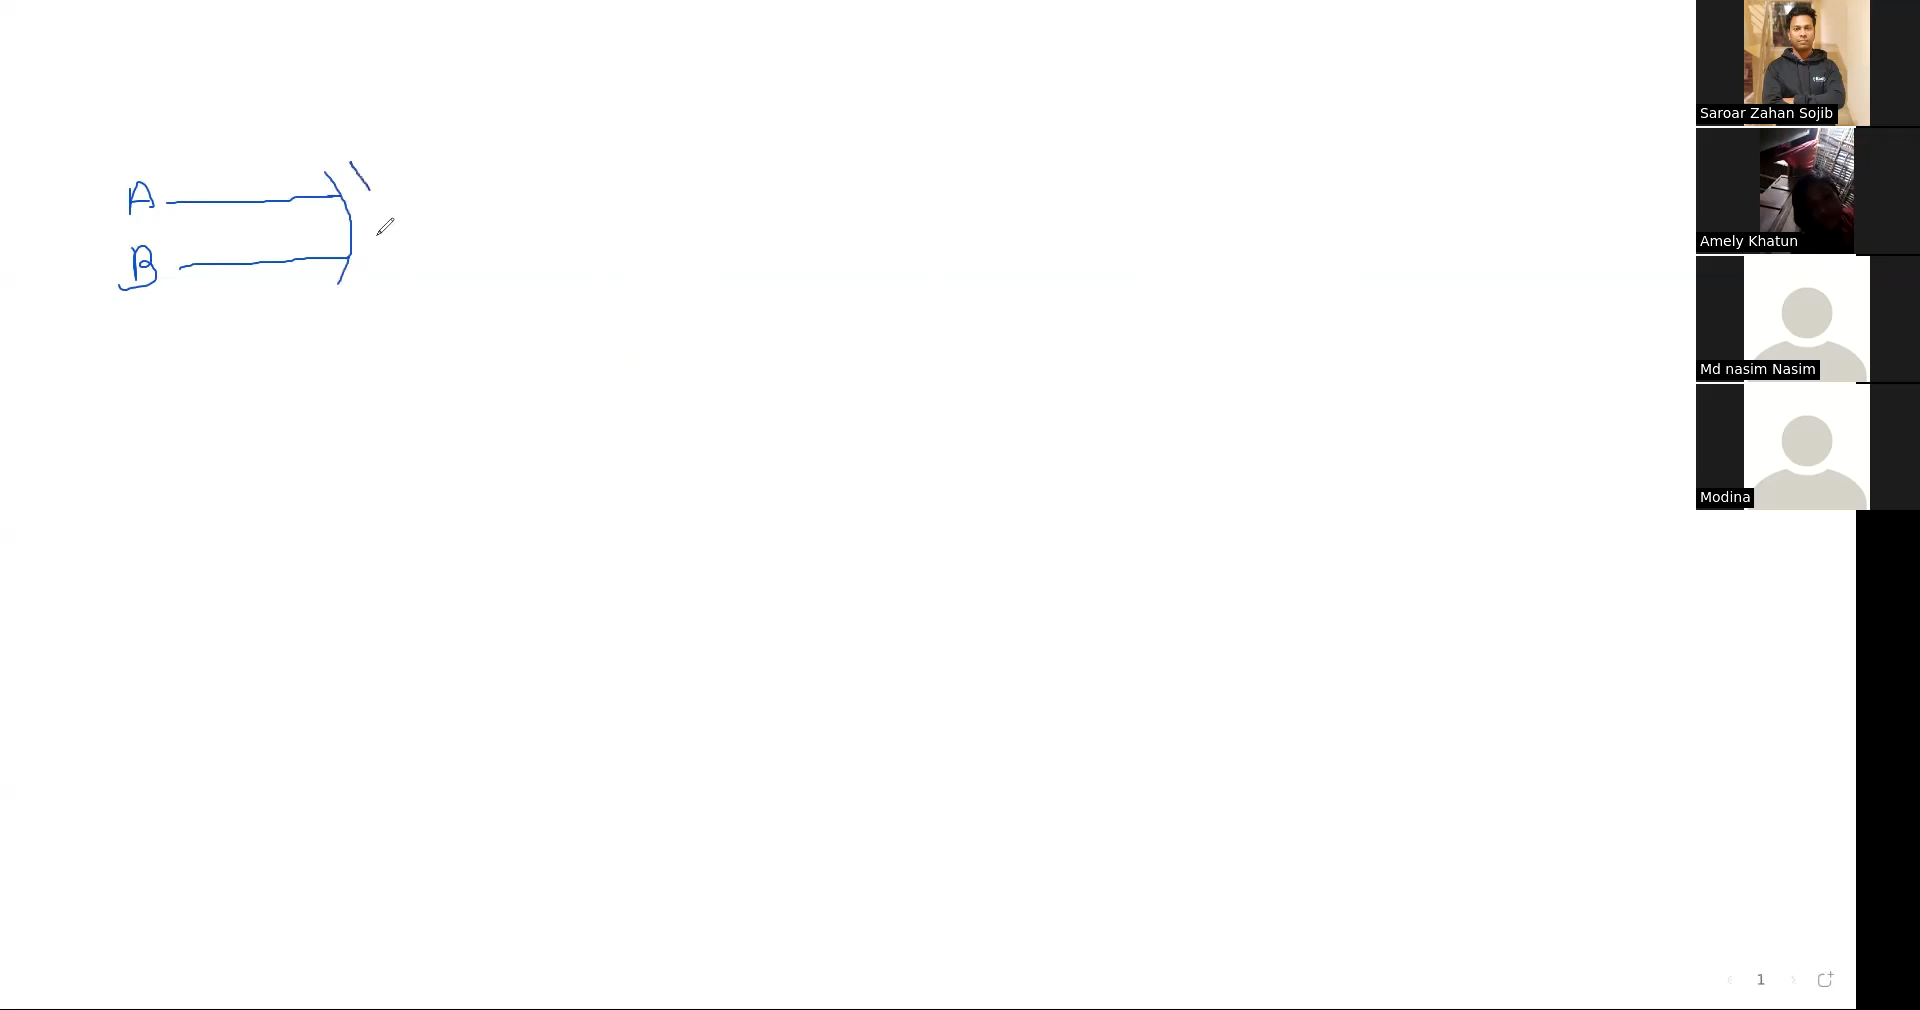 A
B
Saroar Zahan Sojib
Amely Khatun
Md nasim Nasim
Modina
1